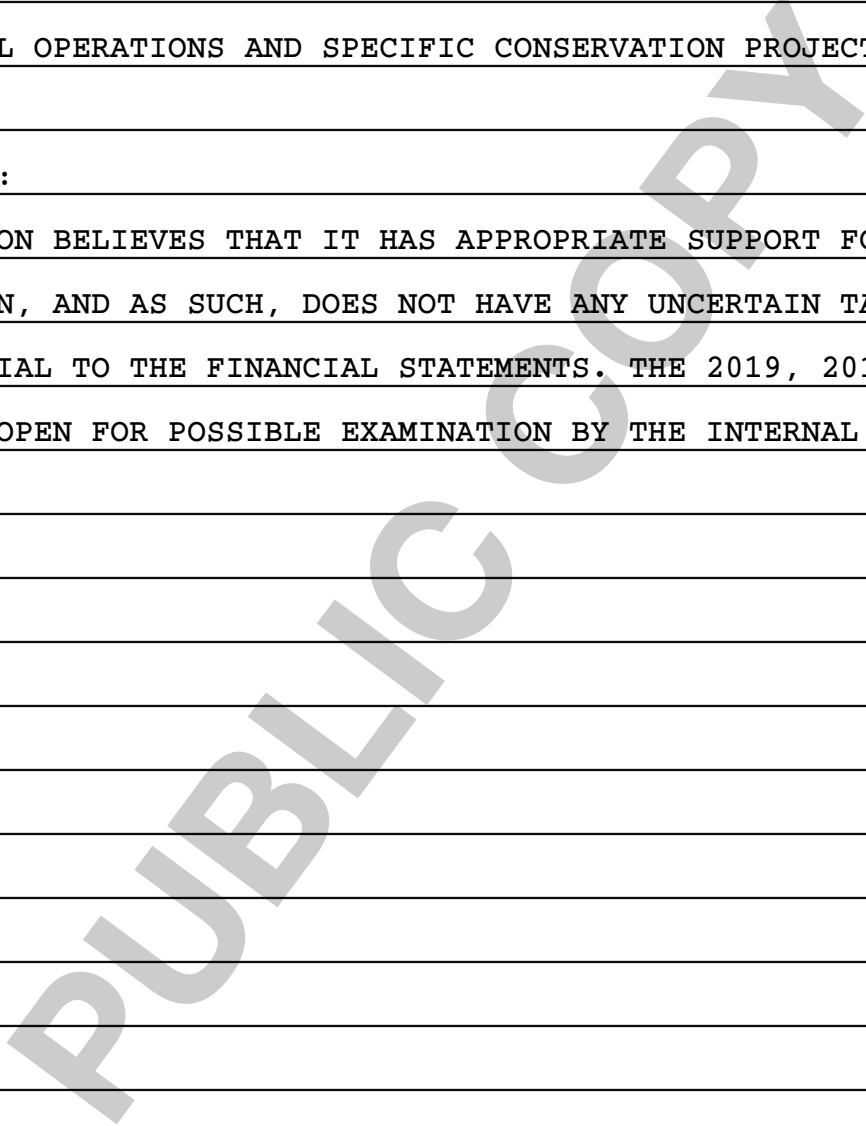 L OPERATIONS AND SPECIFIC CONSERVATION PROJECT
:
ON BELIEVES THAT IT HAS APPROPRIATE SUPPORT FO
N, AND AS SUCH, DOES NOT HAVE ANY UNCERTAIN TA
IAL TO THE FINANCIAL STATEMENTS. THE 2019, 201
OPEN FOR POSSIBLE EXAMINATION BY THE INTERNAL
PUBLIC COPY